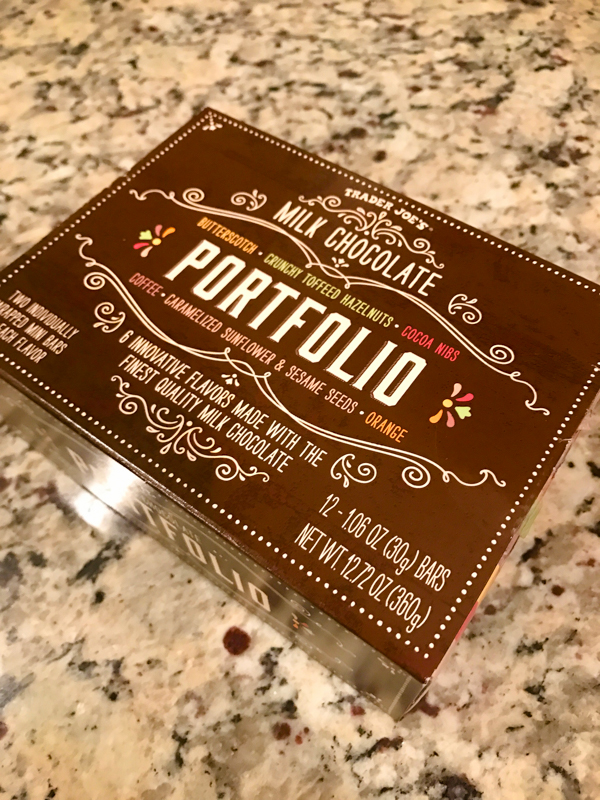 TRADER JOE'S
MILK CHOCOLATE
BUTTERSCOTCH · CRUNCHY TOFFEED HAZELNUTS · COCOA NIBS
PORTFOLIO
COFFEE · CARAMELIZED SUNFLOWER & SESAME SEEDS · ORANGE
6 INNOVATIVE FLAVORS MADE WITH THE
FINEST QUALITY MILK CHOCOLATE
TWO INDIVIDUALLY
WRAPPED MINI BARS
EACH FLAVOR
12 - 1.06 OZ (30g) BARS
NET WT. 12.72 OZ (360g)
TFOLIO